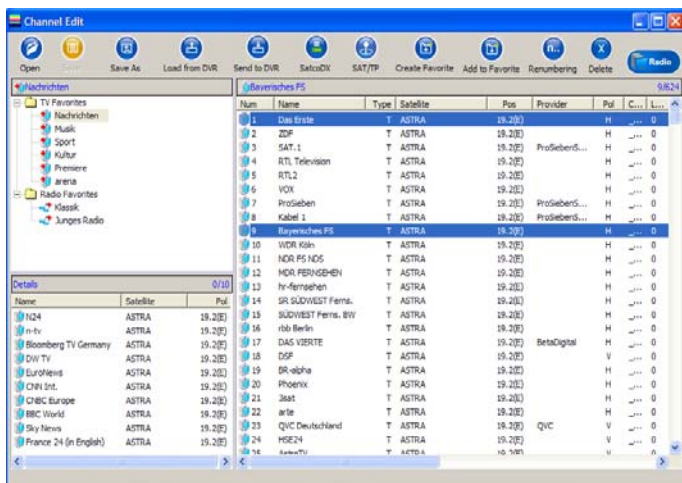 Channel Edit
Open Save Save As Load from DVR Send to DVR SatcoDX SAT/TP Create Favorite Add to Favorite Renumbering Delete Radio
n..
X
Nachrichten
TV Favorites
Nachrichten
Musik
Sport
Kultur
Premiere
arena
Radio Favorites
Klassik
Junges Radio
Details 0/10
Name Satellite Pol
N24 ASTRA 19.2(E)
n-tv ASTRA 19.2(E)
Bloomberg TV Germany ASTRA 19.2(E)
DW TV ASTRA 19.2(E)
EuroNews ASTRA 19.2(E)
CNN Int. ASTRA 19.2(E)
CNBC Europe ASTRA 19.2(E)
BBC World ASTRA 19.2(E)
Sky News ASTRA 19.2(E)
France 24 (in English) ASTRA 19.2(E)
Bayerisches FS 9/624
Num Name Type Satellite Pos Provider Pol C... L...
1 Das Erste T ASTRA 19.2(E) H _... 0
2 ZDF T ASTRA 19.2(E) H _... 0
3 SAT.1 T ASTRA 19.2(E) ProSiebenS... H _... 0
4 RTL Television T ASTRA 19.2(E) H _... 0
5 RTL2 T ASTRA 19.2(E) H _... 0
6 VOX T ASTRA 19.2(E) H _... 0
7 ProSieben T ASTRA 19.2(E) ProSiebenS... H _... 0
8 Kabel 1 T ASTRA 19.2(E) ProSiebenS... H _... 0
9 Bayerisches FS T ASTRA 19.2(E) H _... 0
10 WDR Köln T ASTRA 19.2(E) H _... 0
11 NDR FS NDS T ASTRA 19.2(E) H _... 0
12 MDR FERNSEHEN T ASTRA 19.2(E) H _... 0
13 hr-fernsehen T ASTRA 19.2(E) H _... 0
14 SR SÜDWEST Ferns. T ASTRA 19.2(E) H _... 0
15 SÜDWEST Ferns. BW T ASTRA 19.2(E) H _... 0
16 rbb Berlin T ASTRA 19.2(E) H _... 0
17 DAS VIERTE T ASTRA 19.2(E) BetaDigital H _... 0
18 DSF T ASTRA 19.2(E) V _... 0
19 BR-alpha T ASTRA 19.2(E) H _... 0
20 Phoenix T ASTRA 19.2(E) H _... 0
21 3sat T ASTRA 19.2(E) H _... 0
22 arte T ASTRA 19.2(E) H _... 0
23 QVC Deutschland T ASTRA 19.2(E) QVC V _... 0
24 HSE24 T ASTRA 19.2(E) V _... 0
25 AstroTV T ASTRA 19.2(E) V _... 0